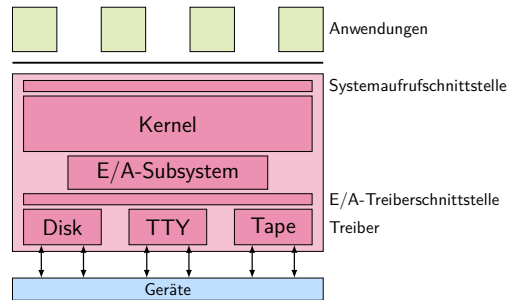 Anwendungen
Systemaufrufschnittstelle
Kernel
E/A-Subsystem
E/A-Treiberschnittstelle
Disk TTY Tape Treiber
Geräte